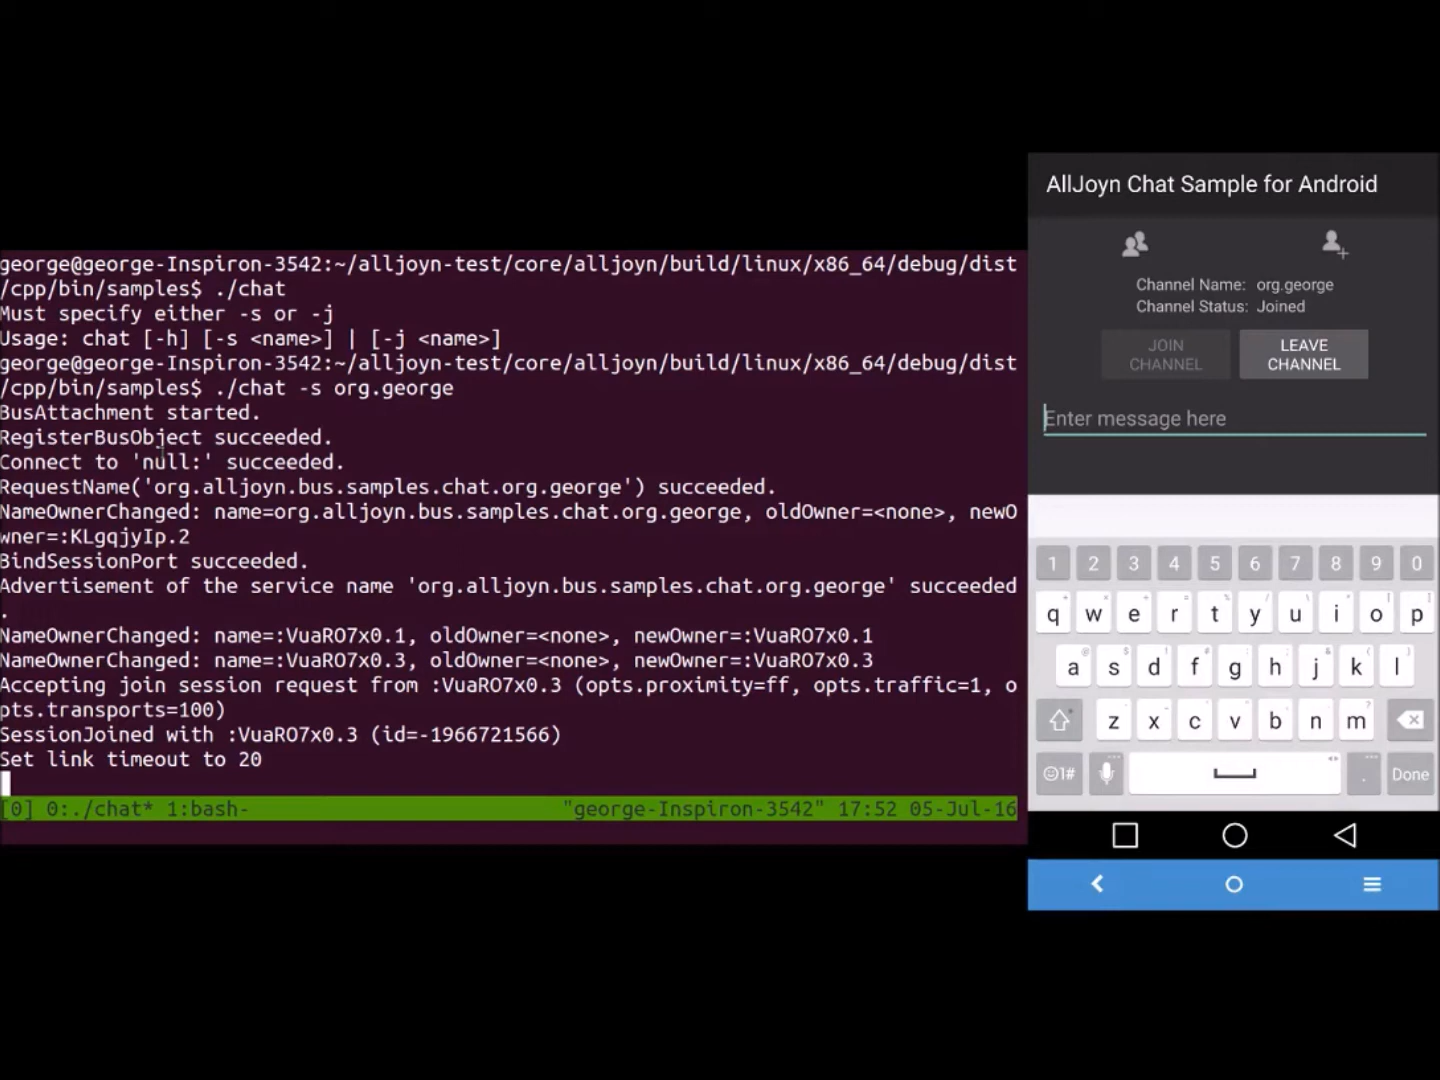 george@george-Inspiron-3542:~/alljoyn-test/core/alljoyn/build/linux/x86_64/debug/dist
/cpp/bin/samples$ ./chat
Must specify either -s or -j
Usage: chat [-h] [-s <name>] | [-j <name>]
george@george-Inspiron-3542:~/alljoyn-test/core/alljoyn/build/linux/x86_64/debug/dist
/cpp/bin/samples$ ./chat -s org.george
BusAttachment started.
RegisterBusObject succeeded.
Connect to 'null:' succeeded.
RequestName('org.alljoyn.bus.samples.chat.org.george') succeeded.
NameOwnerChanged: name=org.alljoyn.bus.samples.chat.org.george, oldOwner=<none>, newO
wner=:KLgqjyIp.2
BindSessionPort succeeded.
Advertisement of the service name 'org.alljoyn.bus.samples.chat.org.george' succeeded
.
NameOwnerChanged: name=:VuaRO7x0.1, oldOwner=<none>, newOwner=:VuaRO7x0.1
NameOwnerChanged: name=:VuaRO7x0.3, oldOwner=<none>, newOwner=:VuaRO7x0.3
Accepting join session request from :VuaRO7x0.3 (opts.proximity=ff, opts.traffic=1, o
pts.transports=100)
SessionJoined with :VuaRO7x0.3 (id=-1966721566)
Set link timeout to 20
[0] 0:./chat* 1:bash- "george-Inspiron-3542" 17:52 05-Jul-16
AllJoyn Chat Sample for Android
Channel Name: org.george
Channel Status: Joined
JOIN
CHANNEL
LEAVE
CHANNEL
Enter message here
1 2 3 4 5 6 7 8 9 0
q w e r t y u i o p
a s d f g h j k l
z x c v b n m
☺1# . Done